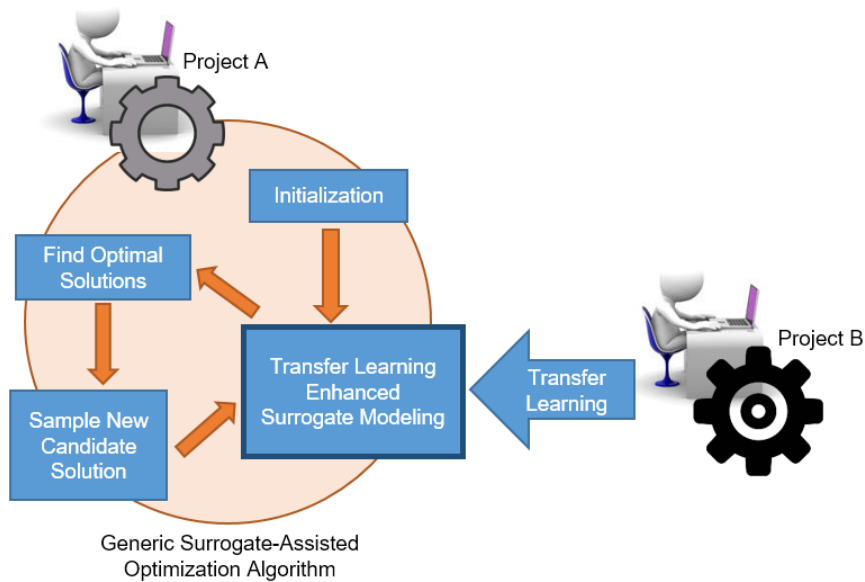 Project A
Initialization
Find Optimal
Solutions
Transfer Learning
Enhanced
Surrogate Modeling
Transfer
Learning
Project B
Sample New
Candidate
Solution
Generic Surrogate-Assisted
Optimization Algorithm